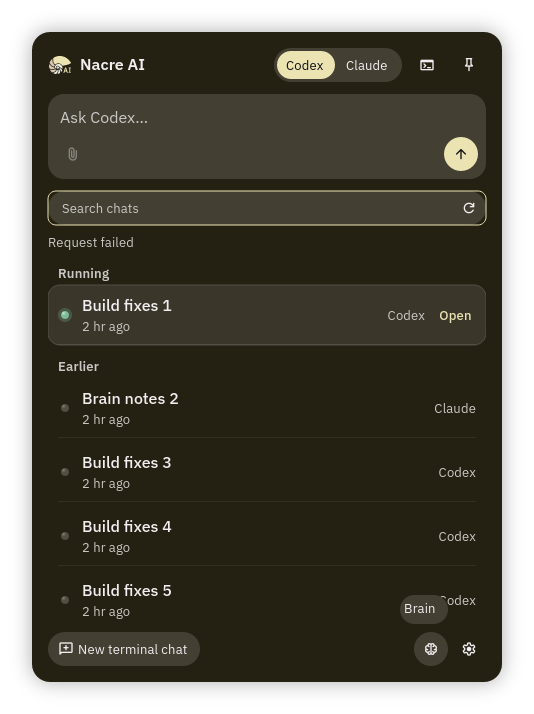 AI
Nacre AI
Codex
Claude
Ask Codex...
Search chats
Request failed
Running
Build fixes 1
2 hr ago
Codex
Open
Earlier
Brain notes 2
2 hr ago
Claude
Build fixes 3
2 hr ago
Codex
Build fixes 4
2 hr ago
Codex
Build fixes 5
2 hr ago
Codex
Brain
New terminal chat